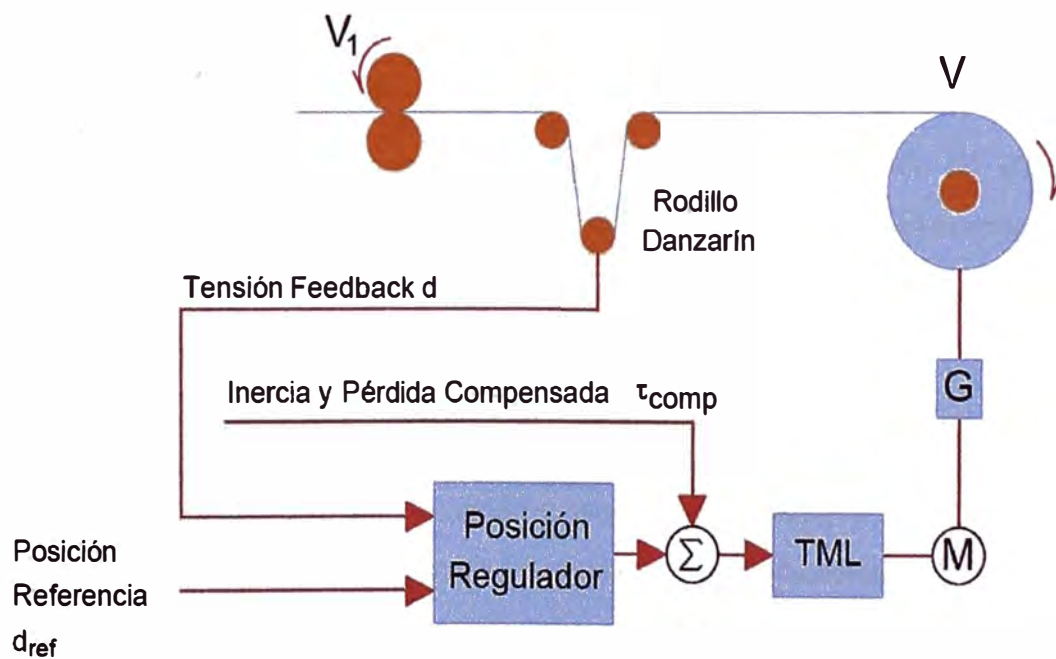 V1
V
Rodillo
Danzarín
Tensión Feedback d
G
Inercia y Pérdida Compensada τcomp
Posición
Regulador
Σ
TML
M
Posición
Referencia
dref